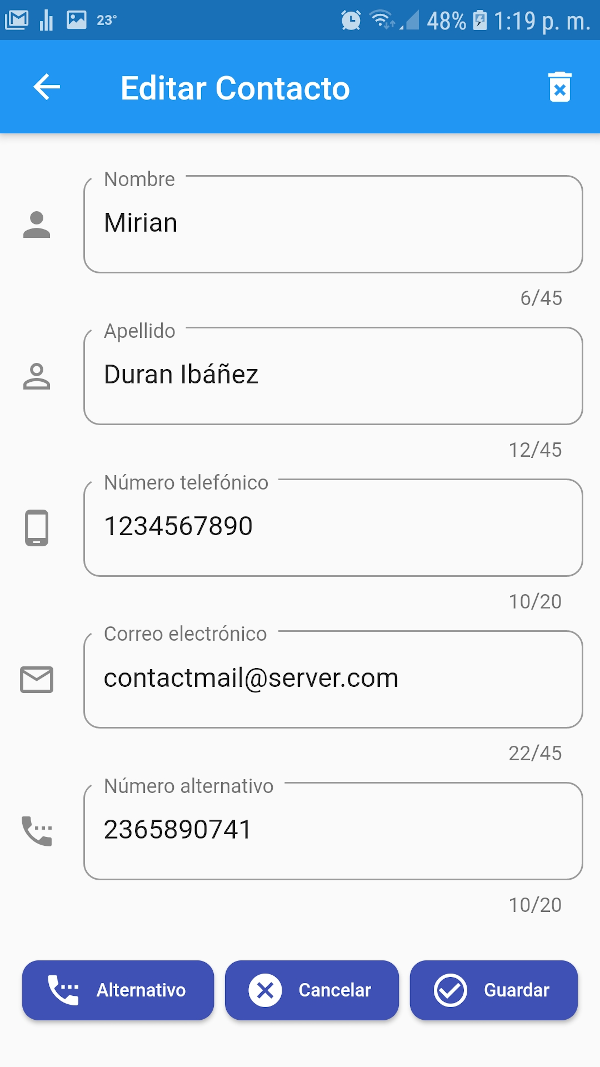 23° 48% 1:19 p. m.
Editar Contacto
Nombre
Mirian
6/45
Apellido
Duran Ibáñez
12/45
Número telefónico
1234567890
10/20
Correo electrónico
contactmail@server.com
22/45
Número alternativo
2365890741
10/20
Alternativo Cancelar Guardar